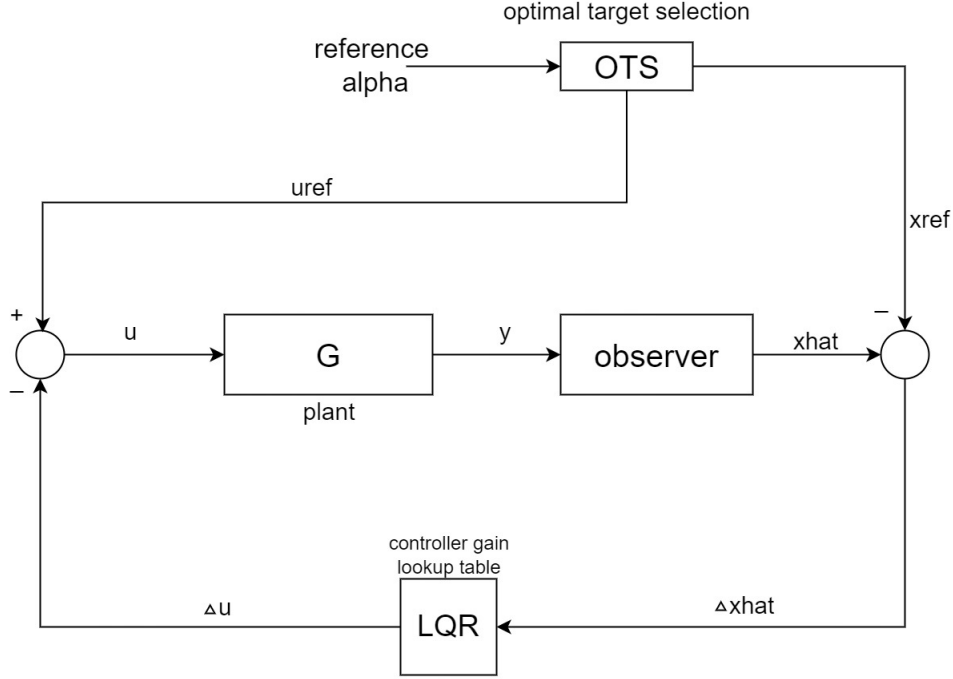 optimal target selection
reference
alpha
OTS
uref
xref
+
−
u
G
y
observer
xhat
−
plant
controller gain
lookup table
LQR
△u
△xhat